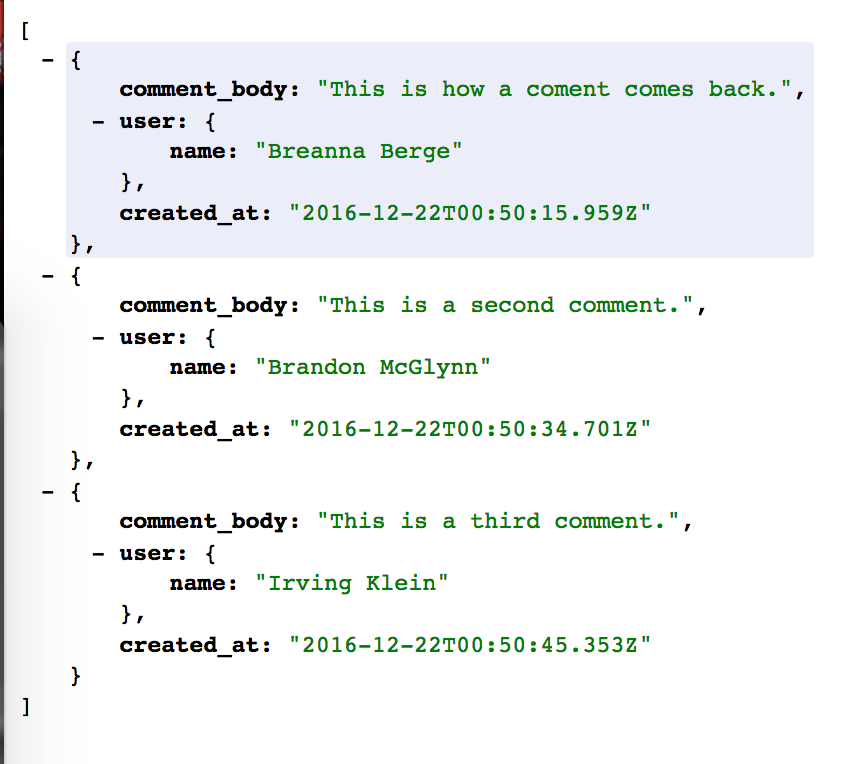 [
- {
comment_body: "This is how a coment comes back.",
- user: {
name: "Breanna Berge"
},
created_at: "2016-12-22T00:50:15.959Z"
},
- {
comment_body: "This is a second comment.",
- user: {
name: "Brandon McGlynn"
},
created_at: "2016-12-22T00:50:34.701Z"
},
- {
comment_body: "This is a third comment.",
- user: {
name: "Irving Klein"
},
created_at: "2016-12-22T00:50:45.353Z"
}
]